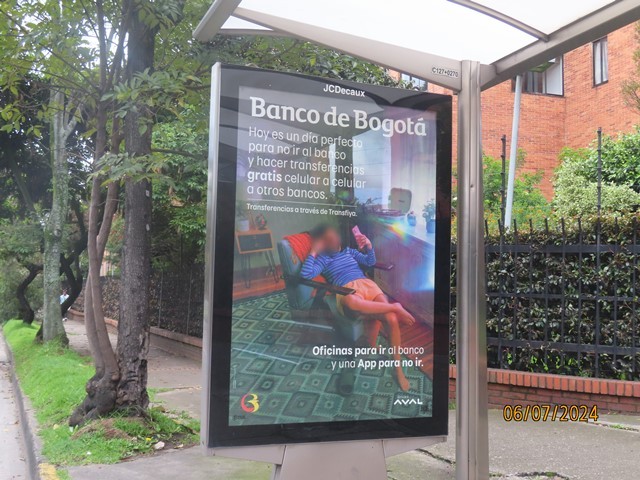 C127+0270
JCDecaux
Banco de Bogotá
Hoy es un día perfecto
para no ir al banco
y hacer transferencias
gratis celular a celular
a otros bancos.
Transferencias a través de Transfiya.
Oficinas para ir al banco
y una App para no ir.
AVAL
06/07/2024